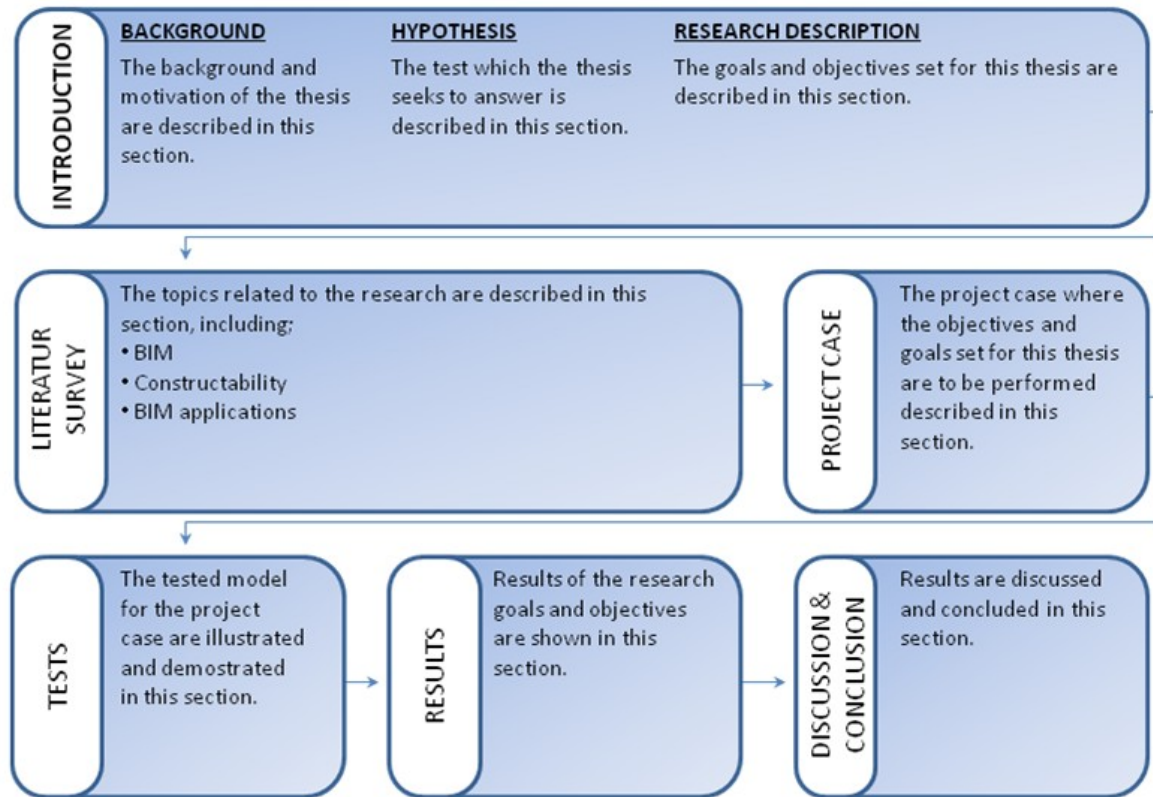 INTRODUCTION
BACKGROUND
The background and
motivation of the thesis
are described in this
section.
HYPOTHESIS
The test which the thesis
seeks to answer is
described in this section.
RESEARCH DESCRIPTION
The goals and objectives set for this thesis are
described in this section.
LITERATUR
SURVEY
The topics related to the research are described in this
section, including;
• BIM
• Constructability
• BIM applications
PROJECT CASE
The project case where
the objectives and
goals set for this thesis
are to be performed
described in this
section.
TESTS
The tested model
for the project
case are illustrated
and demostrated
in this section.
RESULTS
Results of the research
goals and objectives
are shown in this
section.
DISCUSSION &
CONCLUSION
Results are discussed
and concluded in this
section.